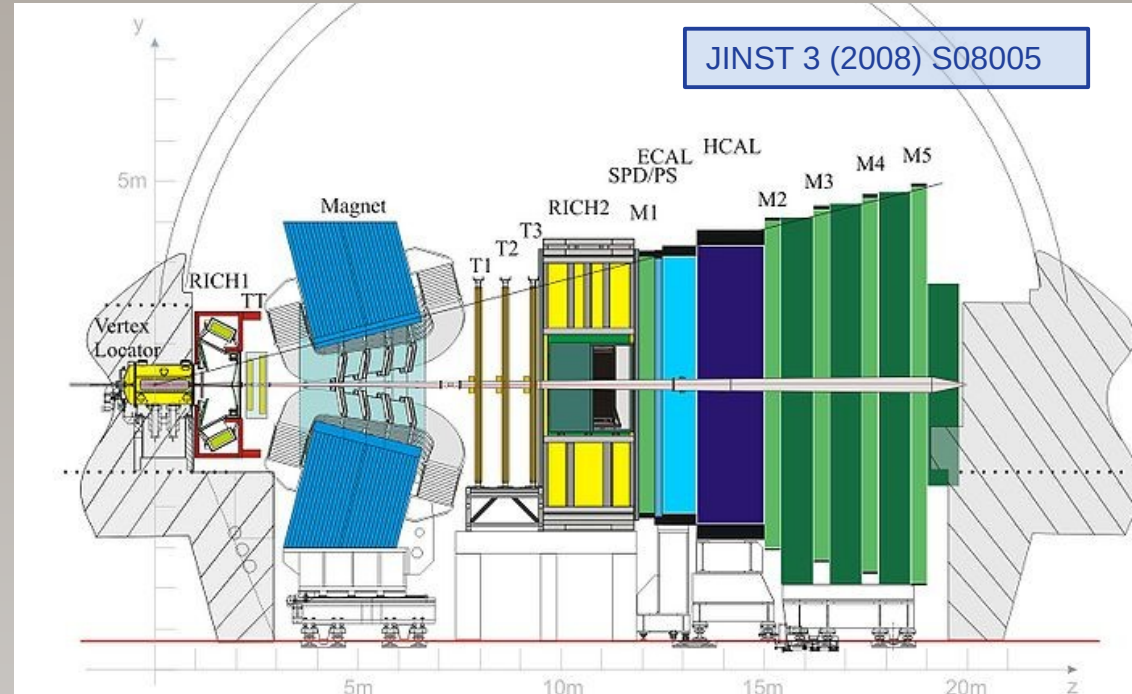 y
JINST 3 (2008) S08005
HCAL
ECAL
SPD/PS
M5
M4
M3
M2
5m
Magnet
RICH2
M1
T3
T2
T1
RICH1
TT
Vertex
Locator
5m
10m
15m
20m
z